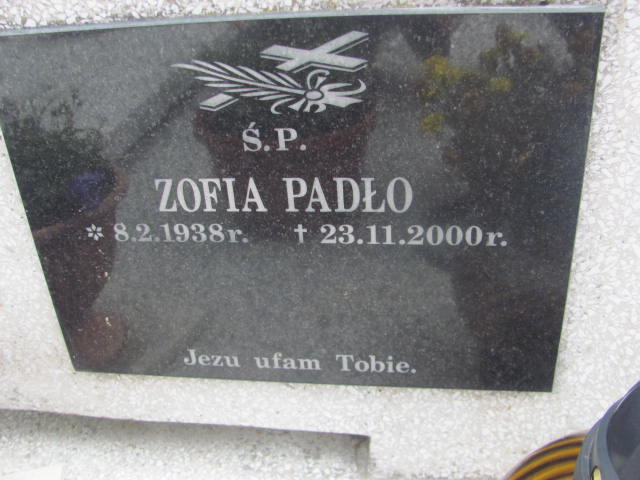 Ś.P.
ZOFIA PADŁO
* 8.2.1938r. † 23.11.2000r.
Jezu ufam Tobie.